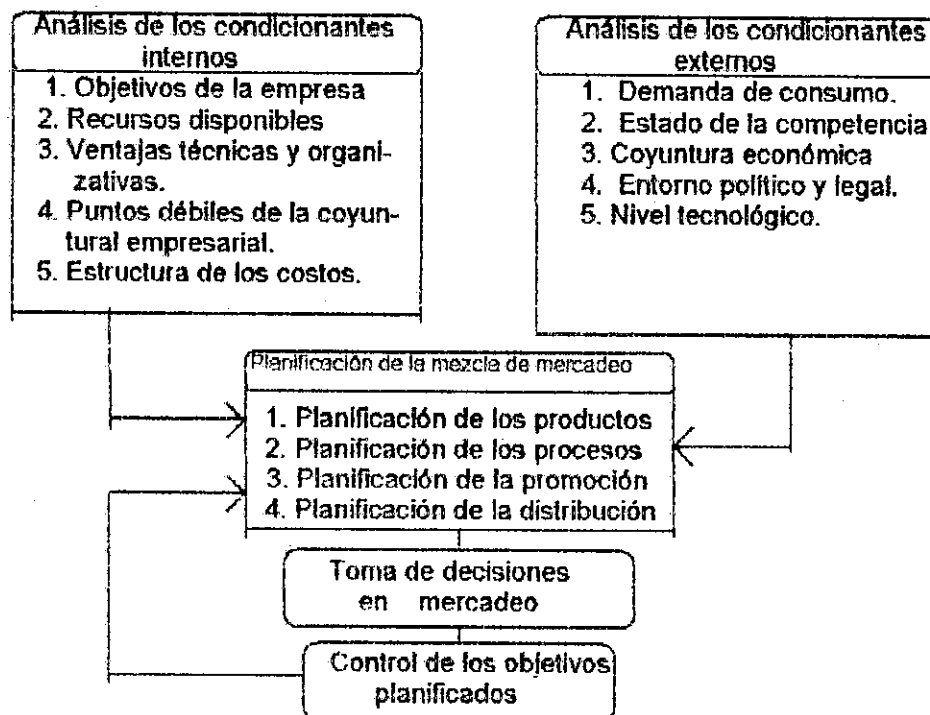 Análisis de los condicionantes
internos
1. Objetivos de la empresa
2. Recursos disponibles
3. Ventajas técnicas y organi-
zativas.
4. Puntos débiles de la coyun-
tural empresarial.
5. Estructura de los costos.
Análisis de los condicionantes
externos
1. Demanda de consumo.
2. Estado de la competencia
3. Coyuntura económica
4. Entorno político y legal.
5. Nivel tecnológico.
Planificación de la mezcla de mercadeo
1. Planificación de los productos
2. Planificación de los procesos
3. Planificación de la promoción
4. Planificación de la distribución
Toma de decisiones
en mercadeo
Control de los objetivos
planificados